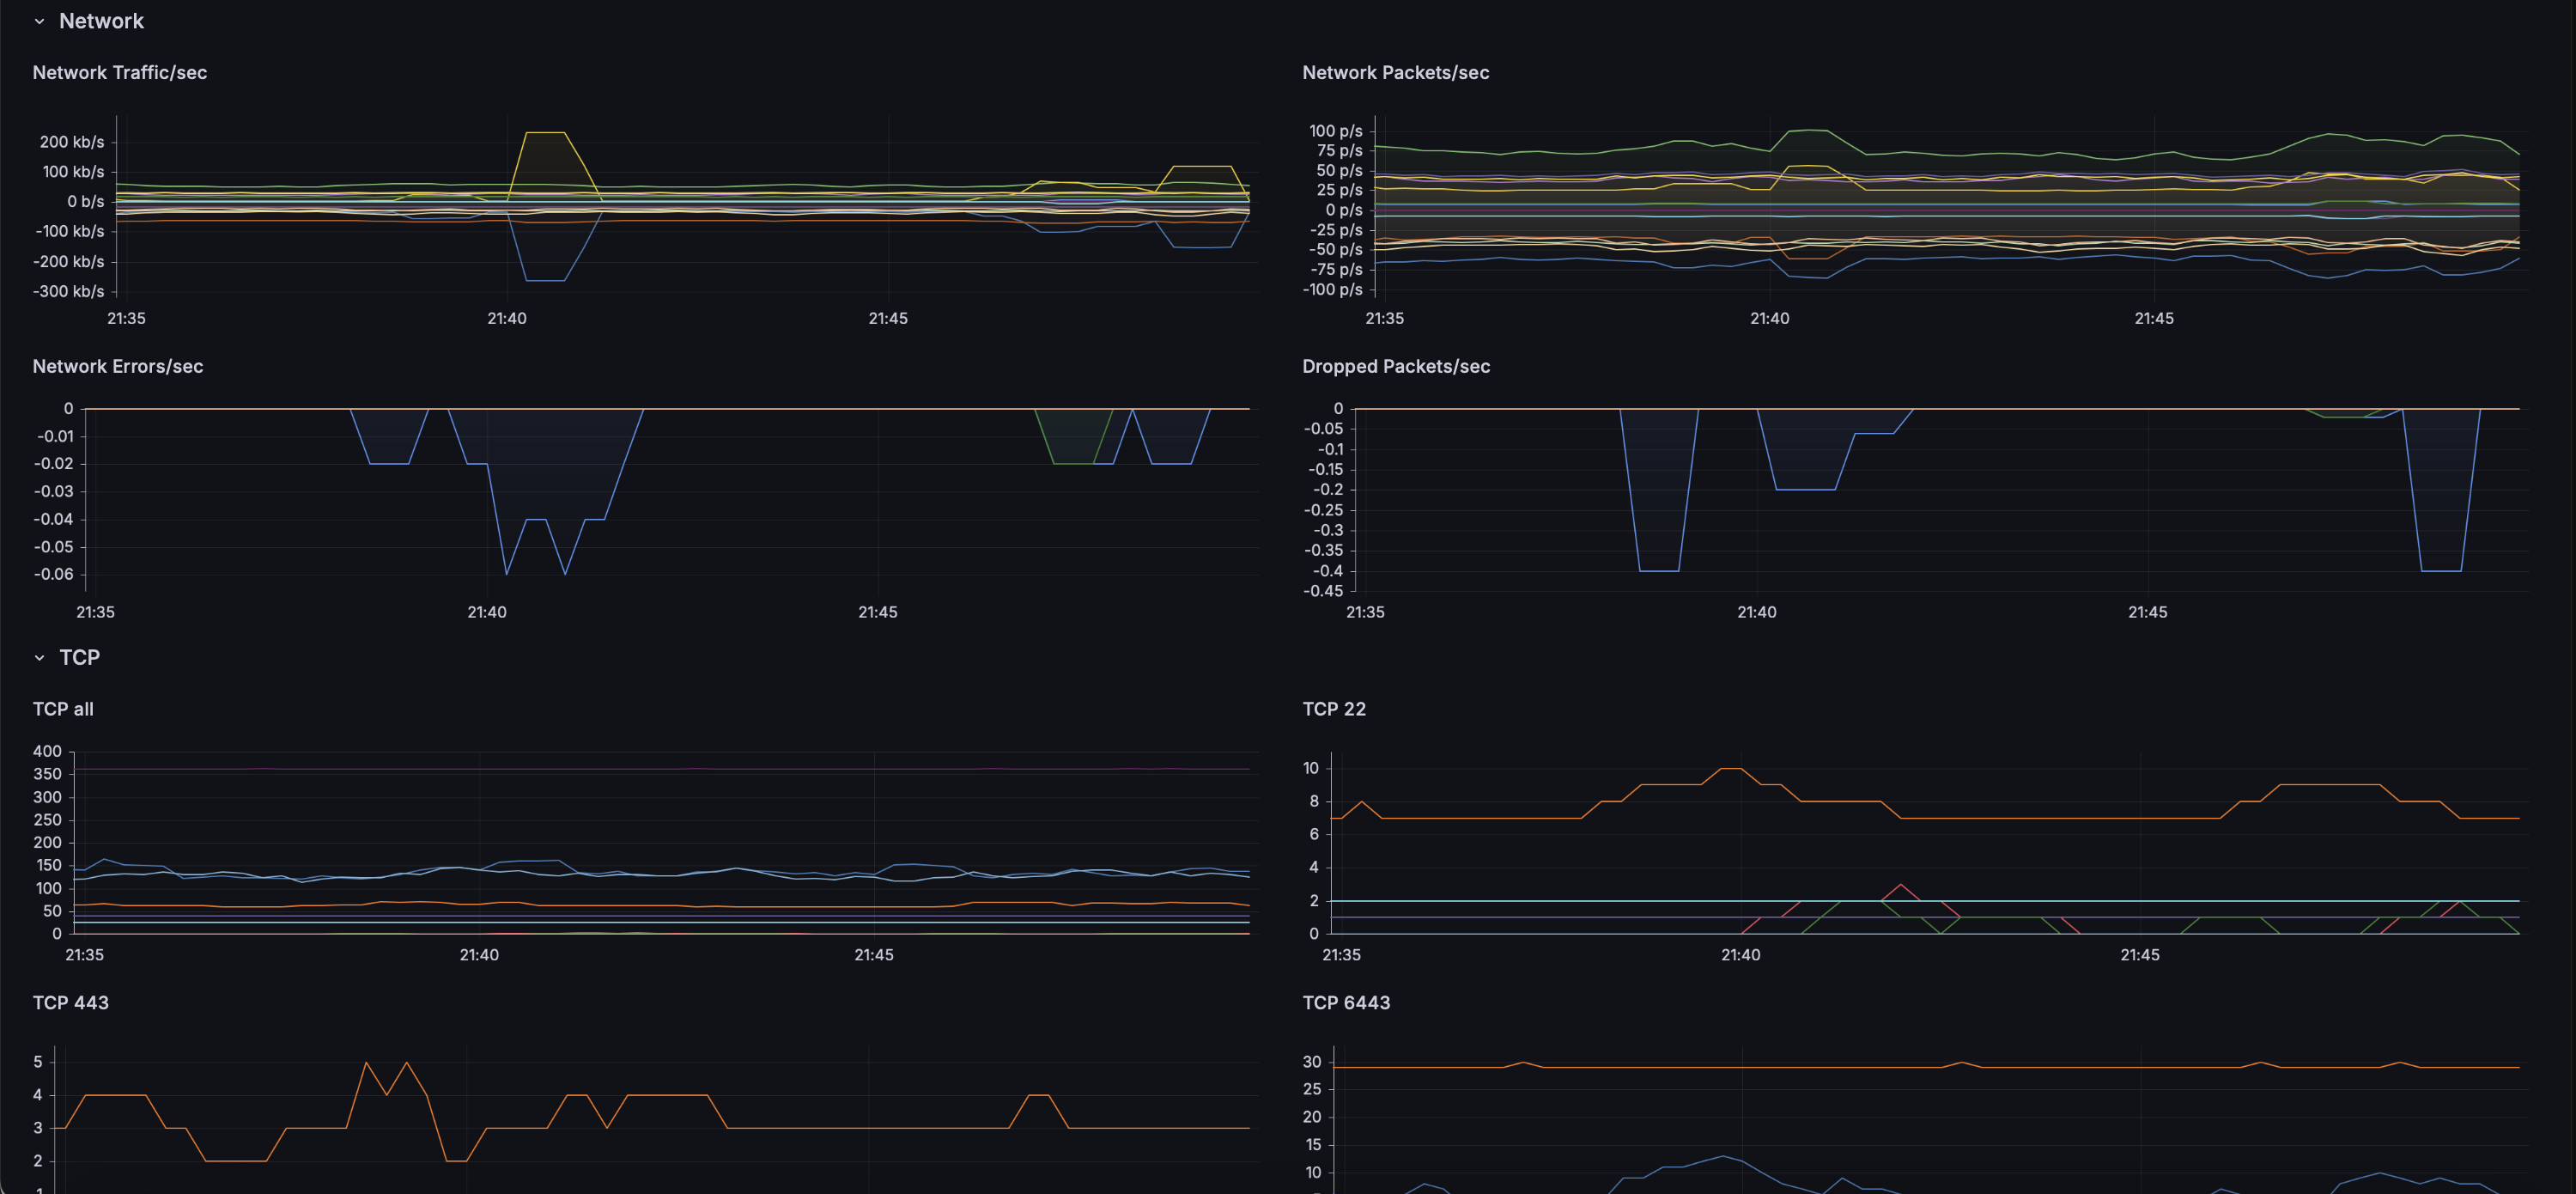 Network
Network Traffic/sec
200 kb/s
100 kb/s
0 b/s
-100 kb/s
-200 kb/s
-300 kb/s
21:35 21:40 21:45
Network Packets/sec
100 p/s
75 p/s
50 p/s
25 p/s
0 p/s
-25 p/s
-50 p/s
-75 p/s
-100 p/s
21:35 21:40 21:45
Network Errors/sec
0
-0.01
-0.02
-0.03
-0.04
-0.05
-0.06
21:35 21:40 21:45
Dropped Packets/sec
0
-0.05
-0.1
-0.15
-0.2
-0.25
-0.3
-0.35
-0.4
-0.45
21:35 21:40 21:45
TCP
TCP all
400
350
300
250
200
150
100
50
0
21:35 21:40 21:45
TCP 22
10
8
6
4
2
0
21:35 21:40 21:45
TCP 443
5
4
3
2
TCP 6443
30
25
20
15
10